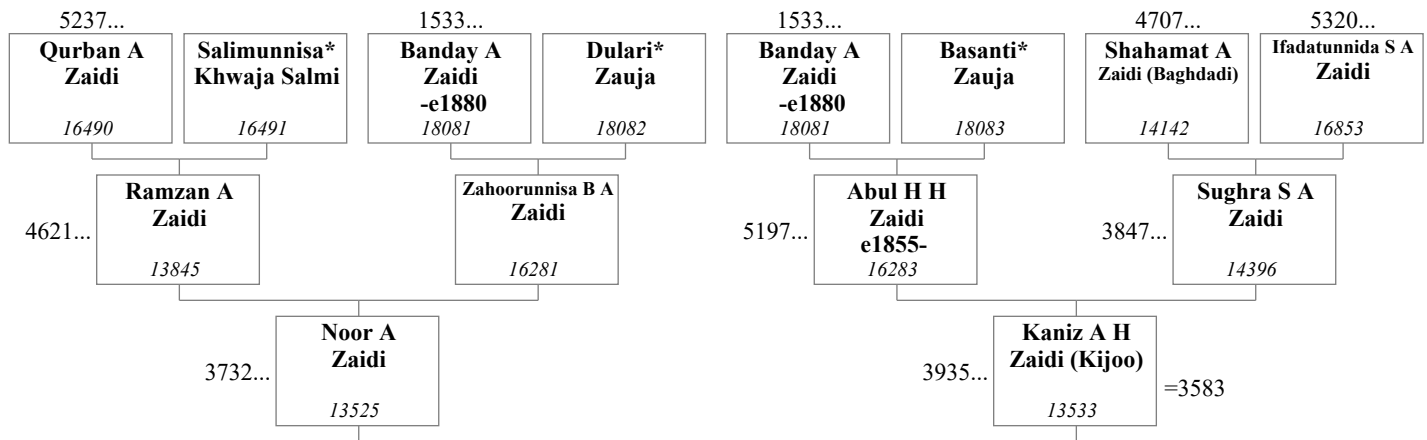 5237...
1533...
1533...
4707...
5320...
Qurban A
Zaidi
16490
Salimunnisa*
Khwaja Salmi
16491
Banday A
Zaidi
-e1880
18081
Dulari*
Zauja
18082
Banday A
Zaidi
-e1880
18081
Basanti*
Zauja
18083
Shahamat A
Zaidi (Baghdadi)
14142
Ifadatunnida S A
Zaidi
16853
4621...
Ramzan A
Zaidi
13845
Zahoorunnisa B A
Zaidi
16281
5197...
Abul H H
Zaidi
e1855-
16283
3847...
Sughra S A
Zaidi
14396
3732...
Noor A
Zaidi
13525
3935...
Kaniz A H
Zaidi (Kijoo)
13533
=3583